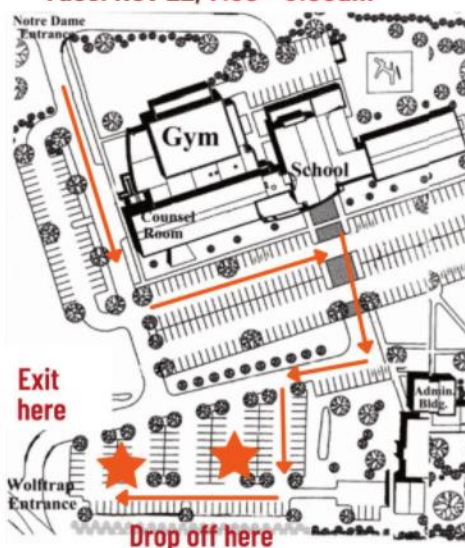 Notre Dame
Entrance
Gym
School
Counsel
Room
Exit
here
Admin.
Bldg.
Wolftrap
Entrance
Drop off here